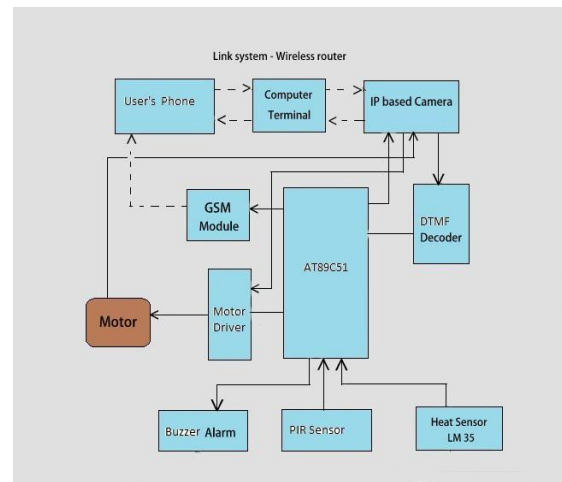 Link system - Wireless router
User's Phone
Computer
Terminal
IP based Camera
GSM
Module
AT89C51
DTMF
Decoder
Motor
Motor
Driver
Buzzer Alarm
PIR Sensor
Heat Sensor
LM 35